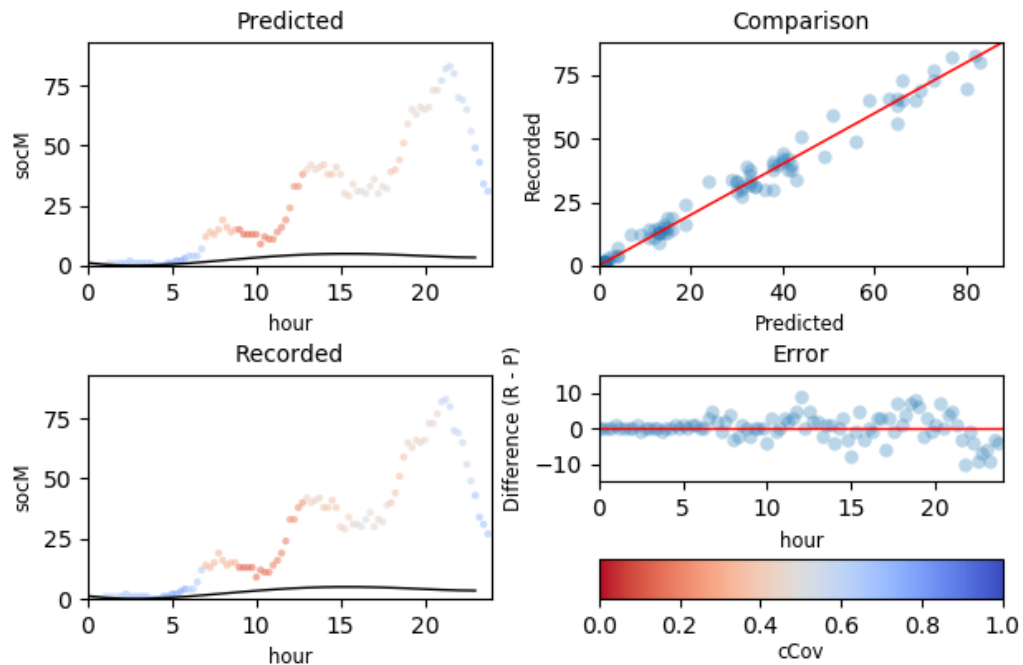 Predicted
75
50
25
0
socM
0 5 10 15 20
hour
Comparison
75
50
25
0
Recorded
0 20 40 60 80
Predicted
Recorded
75
50
25
0
socM
0 5 10 15 20
hour
Error
10
0
−10
Difference (R - P)
0 5 10 15 20
hour
0.0 0.2 0.4 0.6 0.8 1.0
cCov